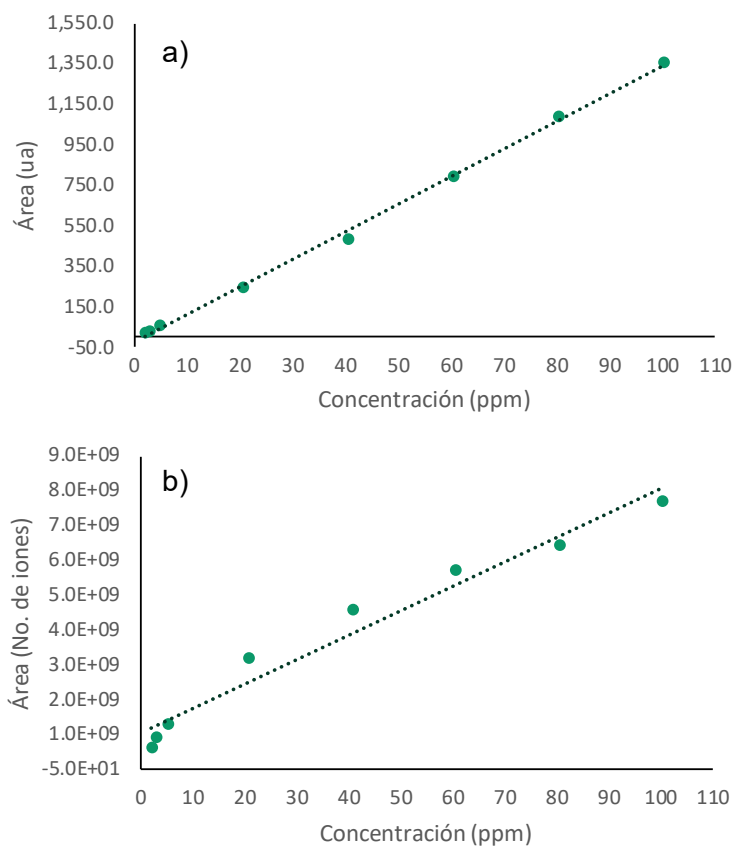 a)
1,550.0
1,350.0
1,150.0
950.0
750.0
550.0
350.0
150.0
-50.0
Área (ua)
0 10 20 30 40 50 60 70 80 90 100 110
Concentración (ppm)
b)
9.0E+09
8.0E+09
7.0E+09
6.0E+09
5.0E+09
4.0E+09
3.0E+09
2.0E+09
1.0E+09
-5.0E+01
Área (No. de iones)
0 10 20 30 40 50 60 70 80 90 100 110
Concentración (ppm)